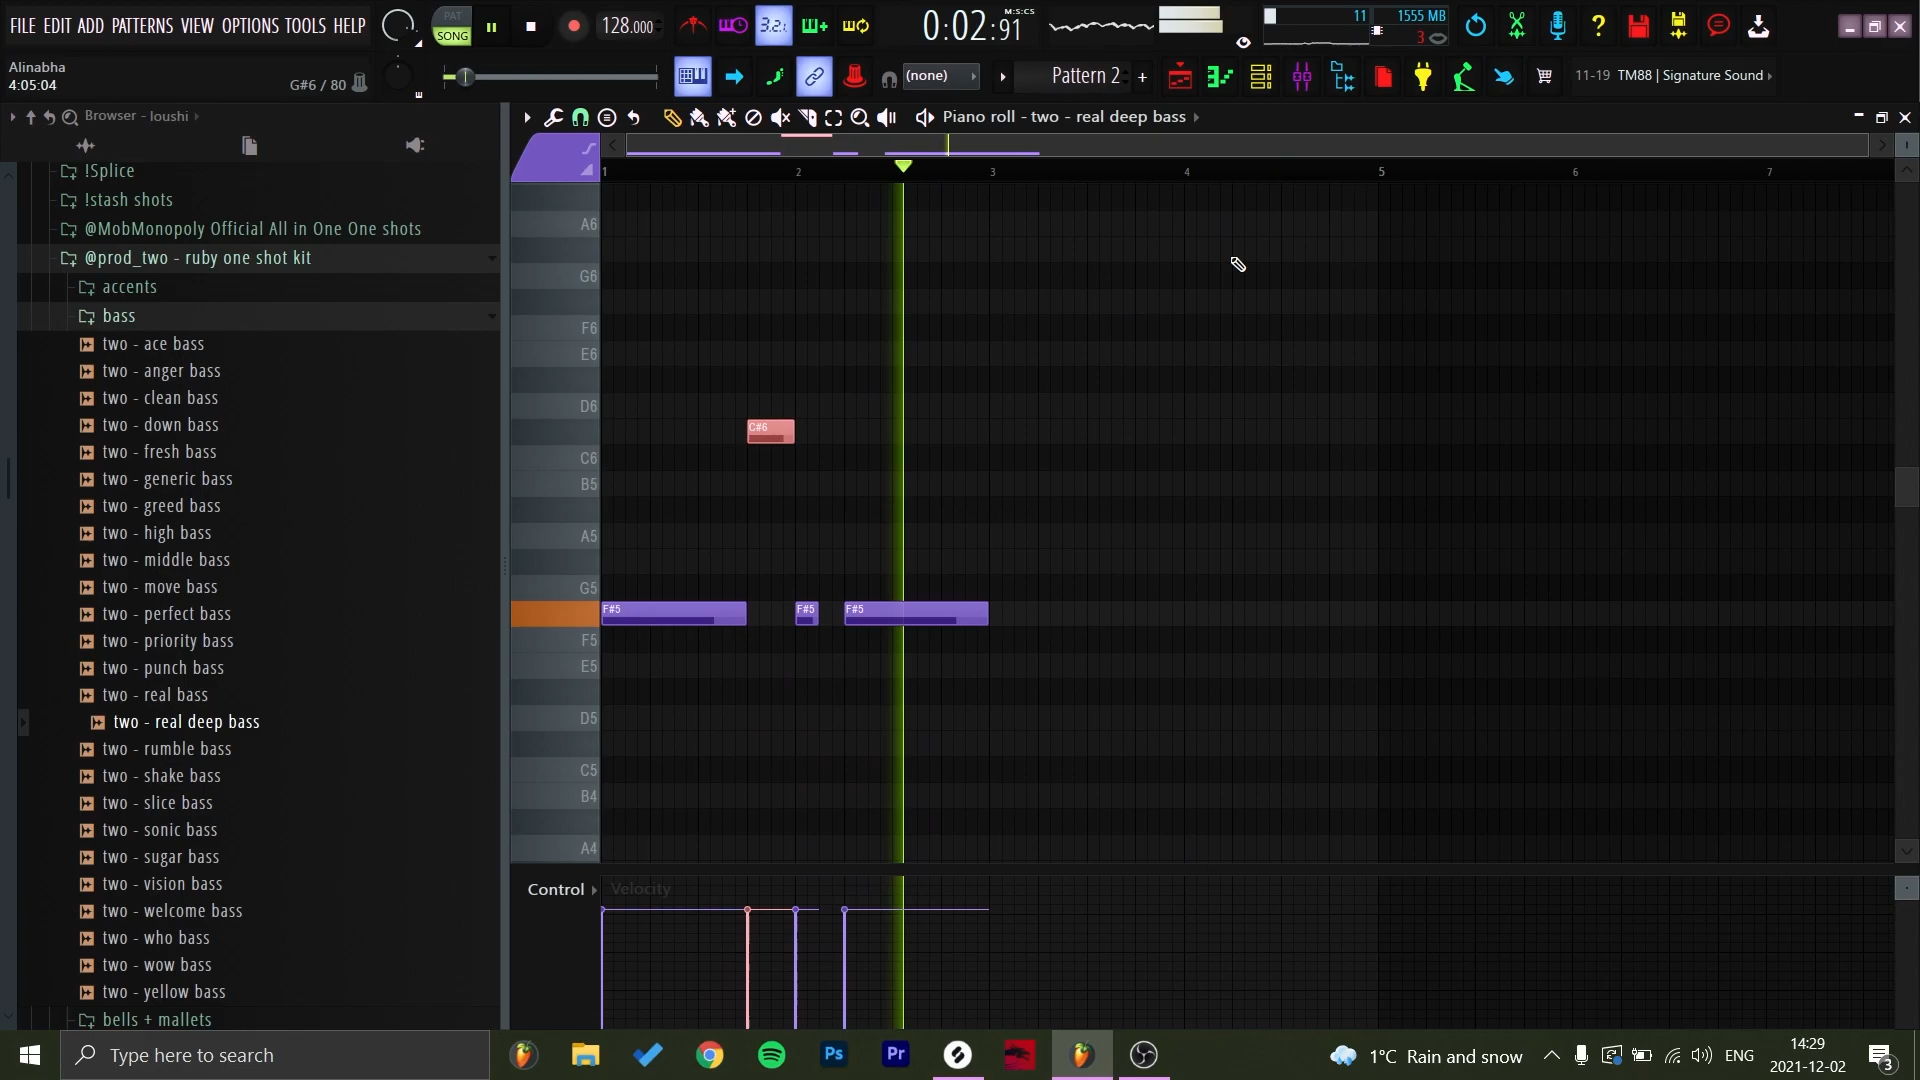 FILE EDIT ADD PATTERNS VIEW OPTIONS TOOLS HELP
PAT
SONG
128.000
3.2.
0:02:91
M:S:CS
11
1555 MB
3
Alinabha
4:05:04
G#6 / 80
(none)
Pattern 2
+
11-19 TM88 | Signature Sound
Browser - loushi
Piano roll - two - real deep bass
!Splice
!stash shots
@MobMonopoly Official All in One One shots
@prod_two - ruby one shot kit
accents
bass
two - ace bass
two - anger bass
two - clean bass
two - down bass
two - fresh bass
two - generic bass
two - greed bass
two - high bass
two - middle bass
two - move bass
two - perfect bass
two - priority bass
two - punch bass
two - real bass
two - real deep bass
two - rumble bass
two - shake bass
two - slice bass
two - sonic bass
two - sugar bass
two - vision bass
two - welcome bass
two - who bass
two - wow bass
two - yellow bass
bells + mallets
1 2 3 4 5 6 7
A6
G6
F6
E6
D6
C#6
C6
B5
A5
G5
F#5 F#5 F#5
F5
E5
D5
C5
B4
A4
Control
Velocity
Type here to search
Ps
Pr
1°C Rain and snow
ENG
14:29
2021-12-02
3